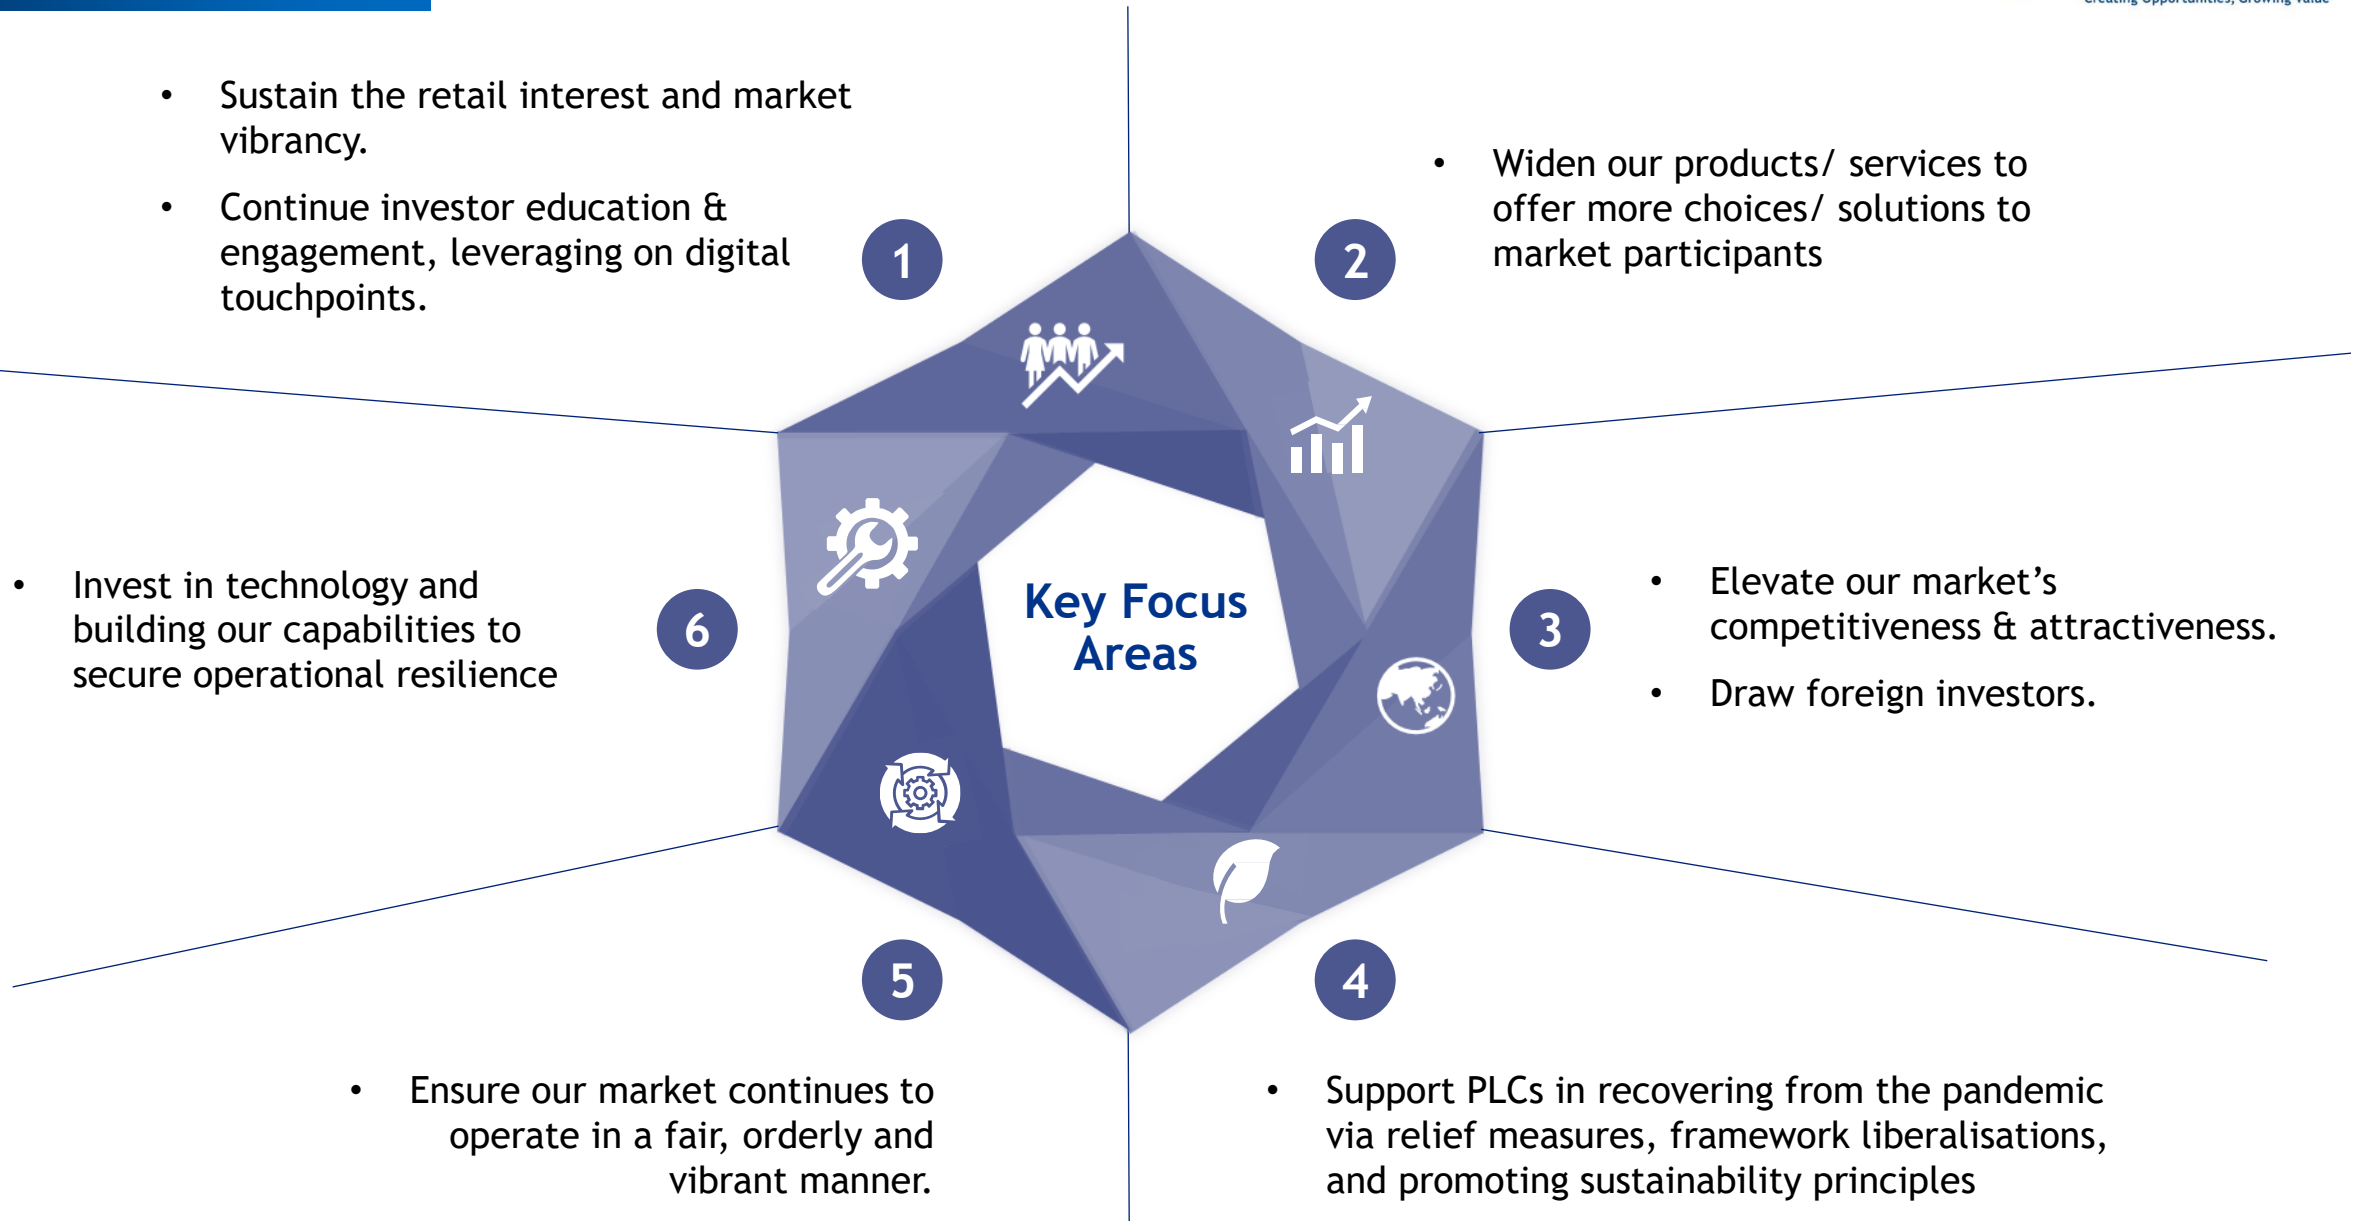 Creating Opportunities, Growing Value
• Sustain the retail interest and market
vibrancy.
• Continue investor education &
engagement, leveraging on digital
touchpoints.
1
2
• Widen our products/ services to
offer more choices/ solutions to
market participants
Key Focus
Areas
3
• Elevate our market’s
competitiveness & attractiveness.
• Draw foreign investors.
4
• Support PLCs in recovering from the pandemic
via relief measures, framework liberalisations,
and promoting sustainability principles
5
• Ensure our market continues to
operate in a fair, orderly and
vibrant manner.
6
• Invest in technology and
building our capabilities to
secure operational resilience